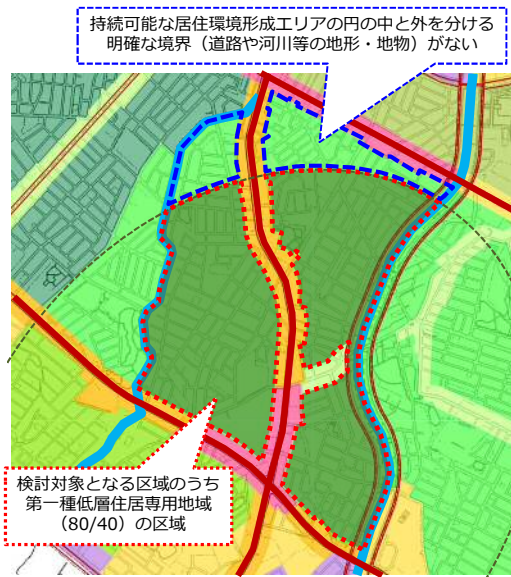 持続可能な居住環境形成エリアの円の中と外を分ける
明確な境界（道路や河川等の地形・地物）がない
検討対象となる区域のうち
第一種低層住居専用地域
（80/40）の区域